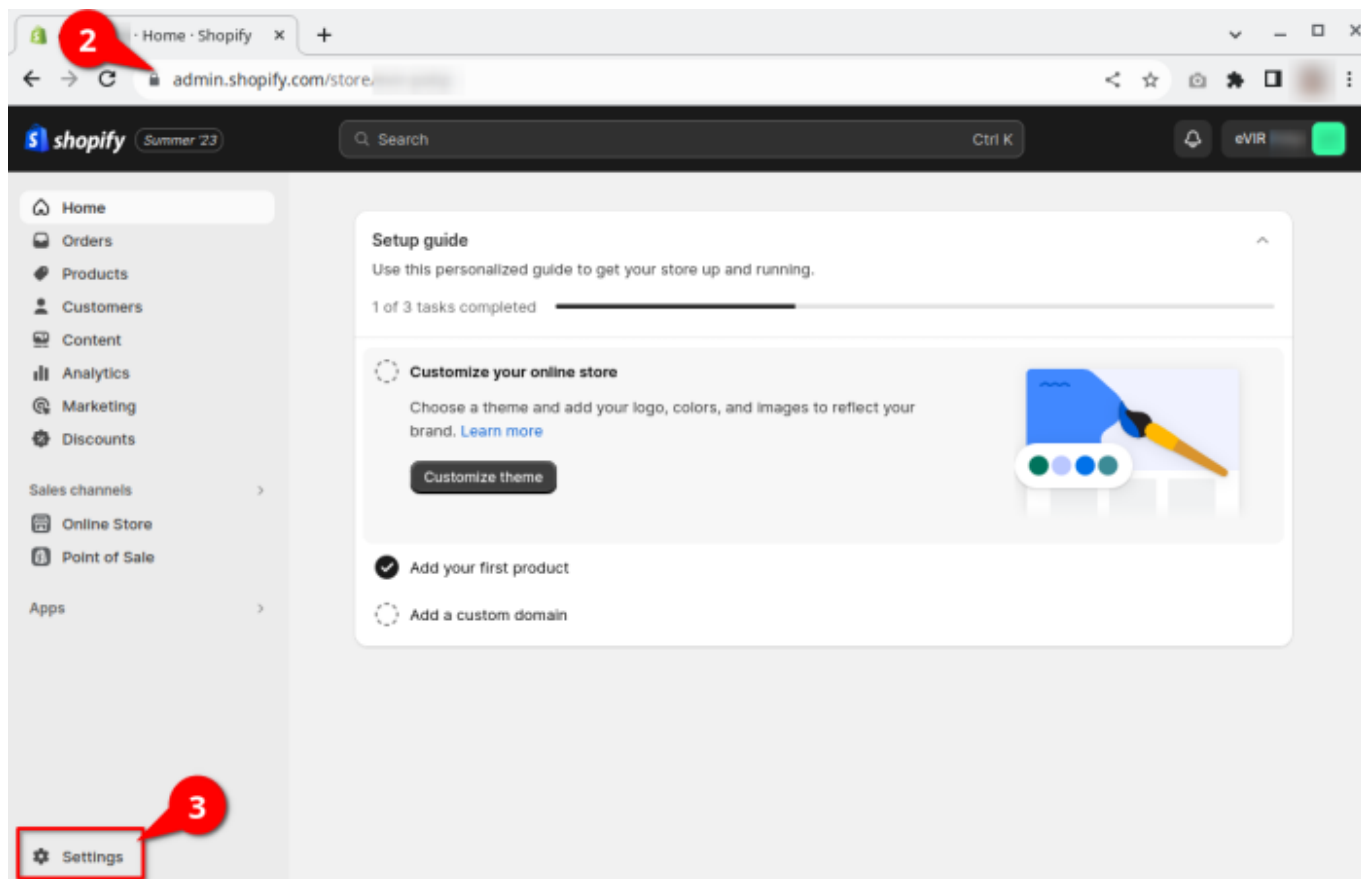 2
· Home · Shopify
admin.shopify.com/store
shopify Summer '23
Search Ctrl K
eVIR
Home
Orders
Products
Customers
Content
Analytics
Marketing
Discounts
Sales channels
Online Store
Point of Sale
Apps
3
Settings
Setup guide
Use this personalized guide to get your store up and running.
1 of 3 tasks completed
Customize your online store
Choose a theme and add your logo, colors, and images to reflect your
brand. Learn more
Customize theme
Add your first product
Add a custom domain